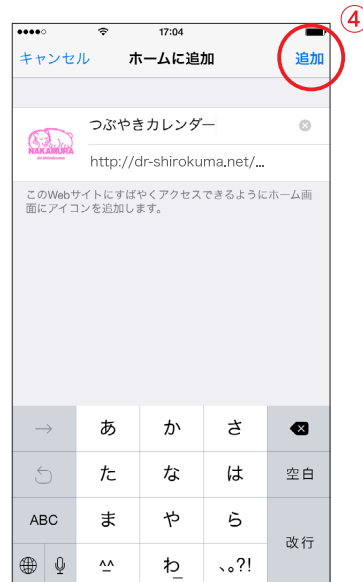 ④
17:04
キャンセル ホームに追加 追加
つぶやきカレンダー
NAKAMURA
http://dr-shirokuma.net/...
このWebサイトにすばやくアクセスできるようにホーム画
面にアイコンを追加します。
→ あ か さ
た な は 空白
ABC ま や ら
^^ わ 、。?! 改行